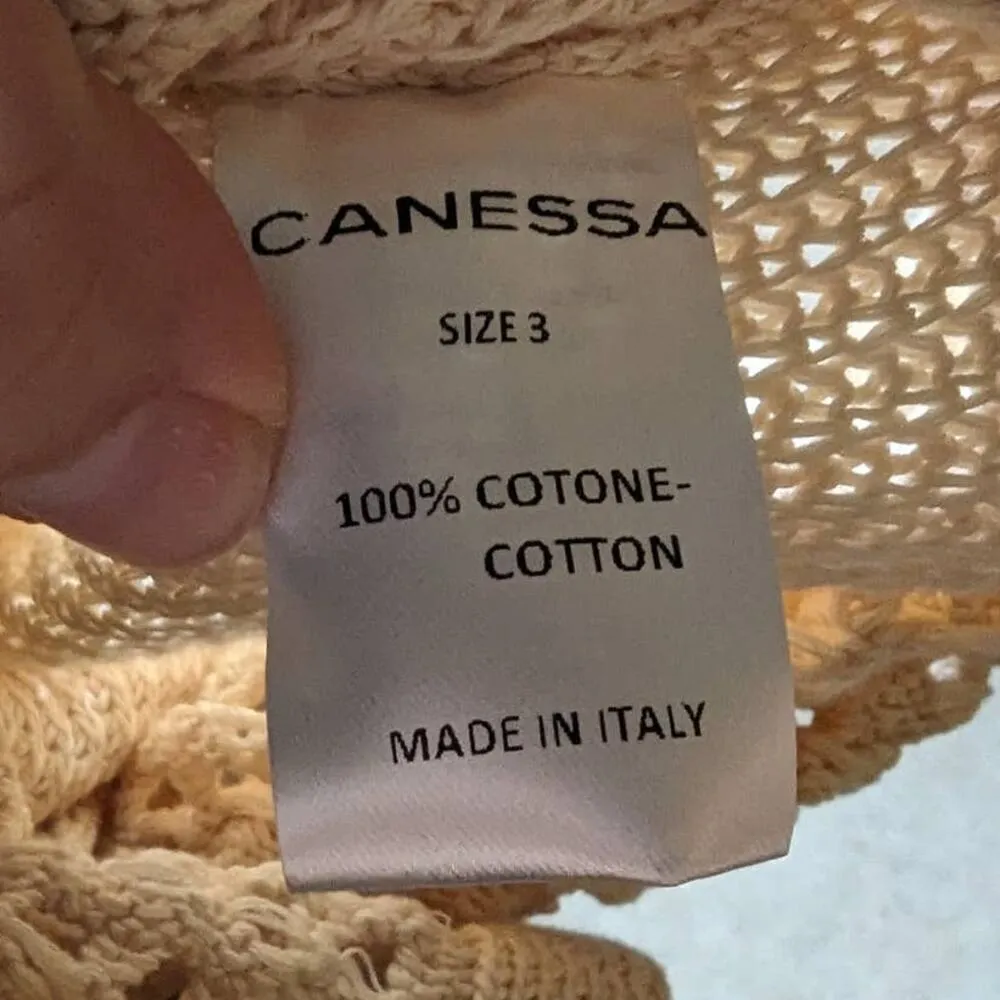 CANESSA
SIZE 3
100% COTONE-
COTTON
MADE IN ITALY